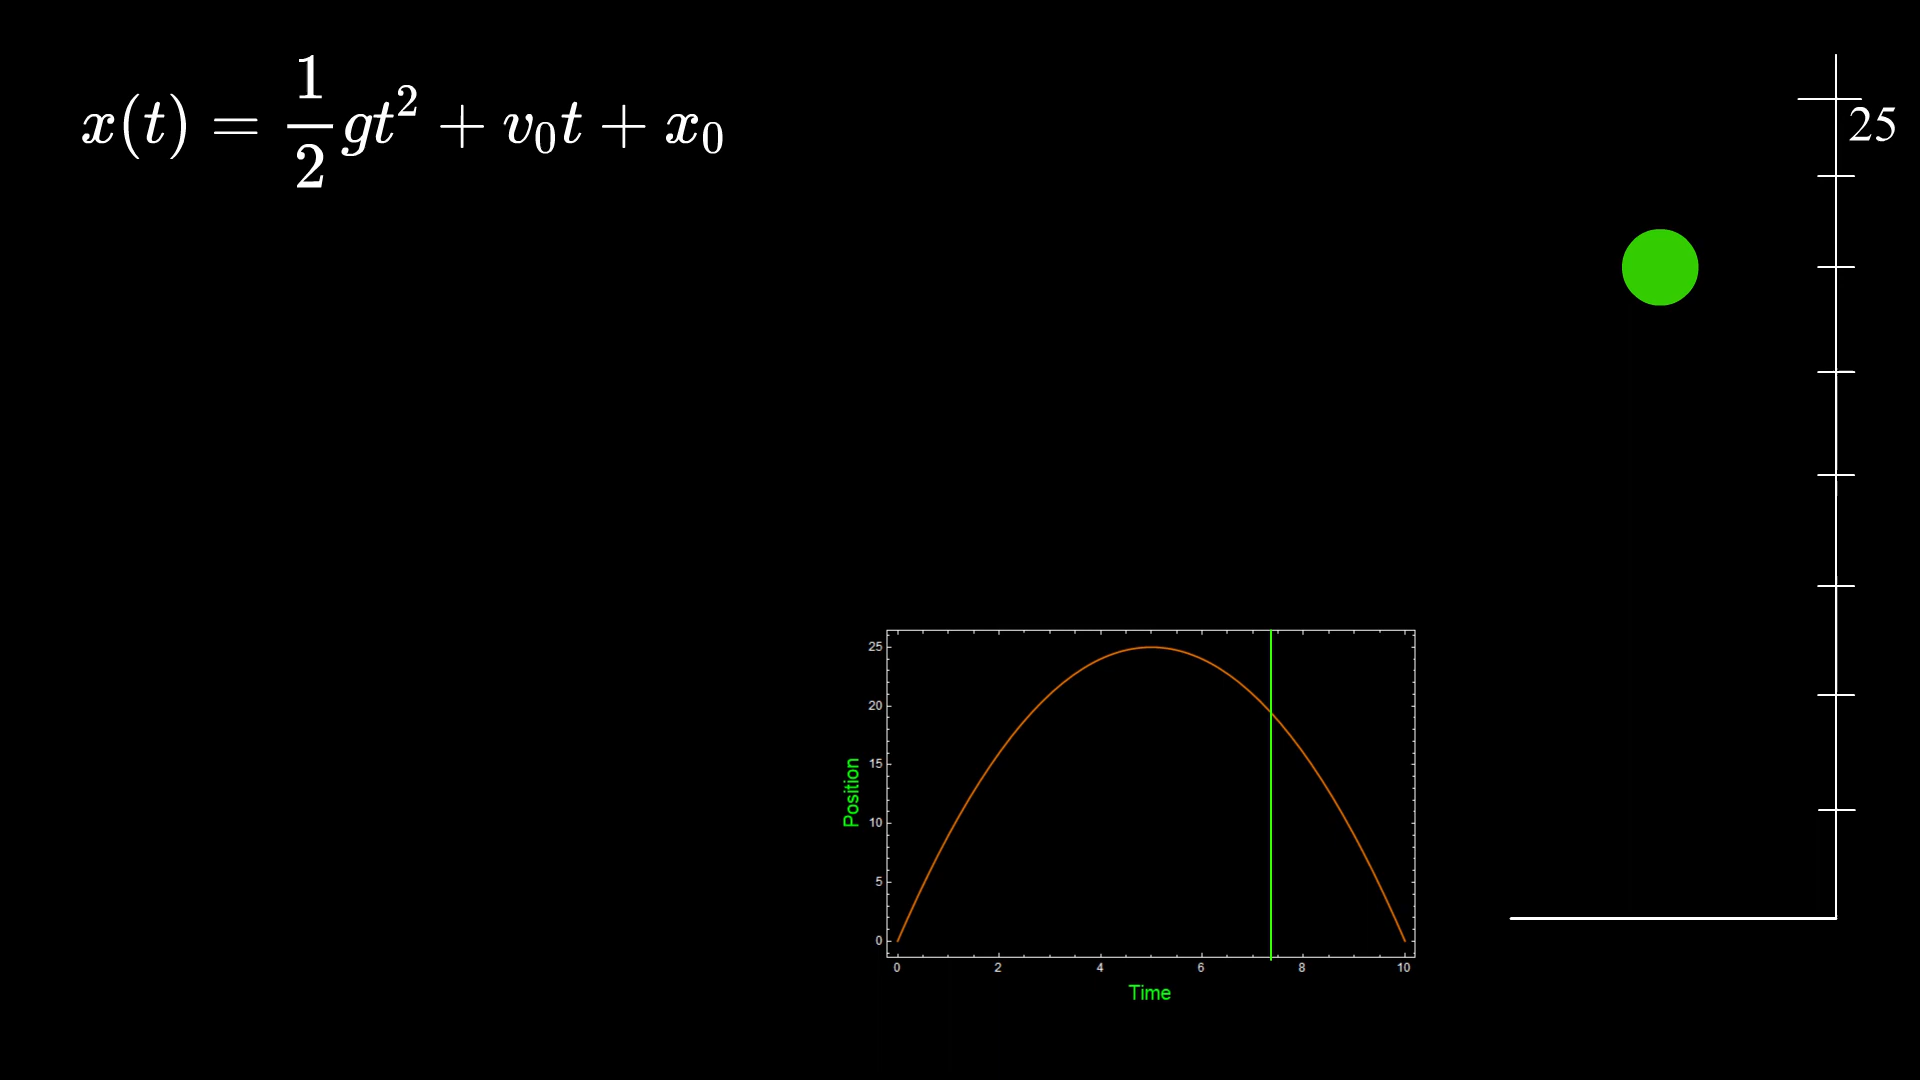 x(t) = \frac{1}{2}gt^2 + v_0t + x_0
25
25
20
15
10
5
0
Position
0 2 4 6 8 10
Time